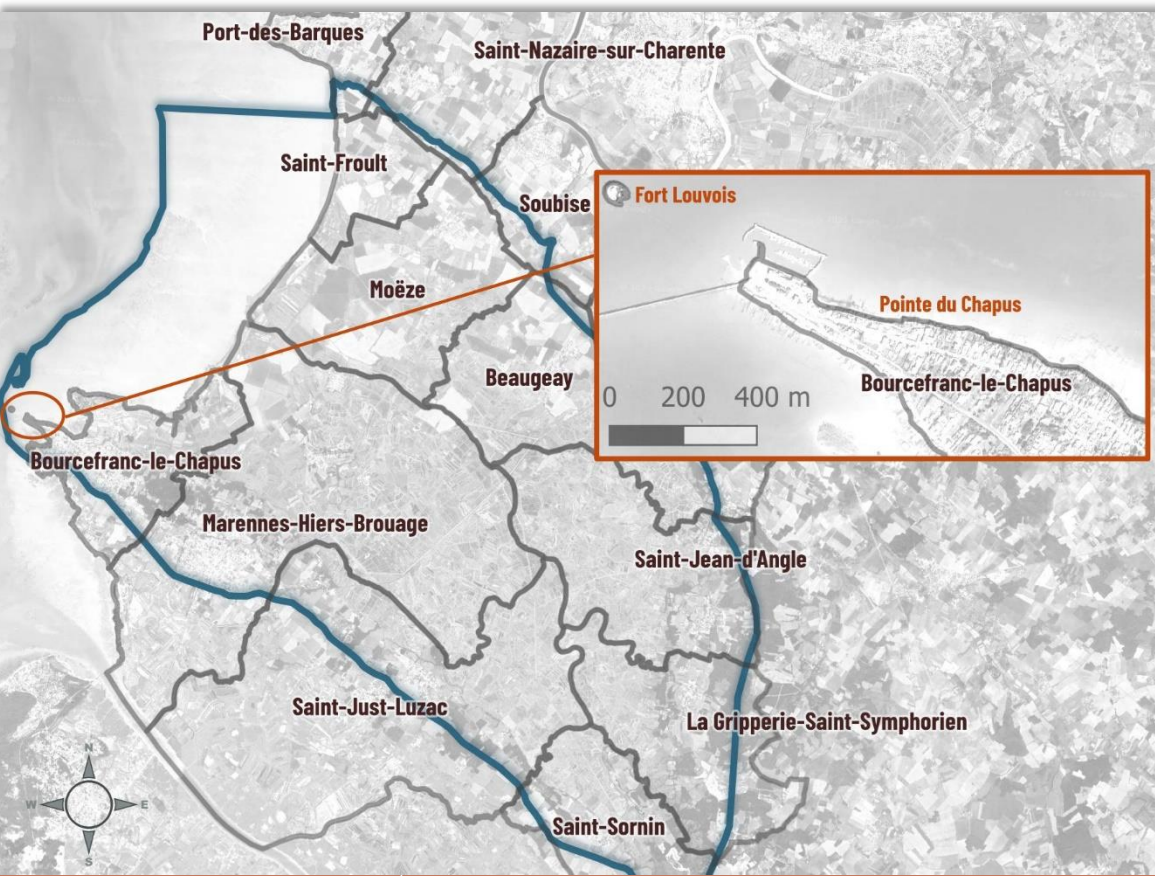 Port-des-Barques
Saint-Nazaire-sur-Charente
Saint-Froult
Soubise
Fort Louvois
Moëze
Pointe du Chapus
Beaugeay
Bourcefranc-le-Chapus
0 200 400 m
Bourcefranc-le-Chapus
Marennes-Hiers-Brouage
Saint-Jean-d'Angle
Saint-Just-Luzac
La Gripperie-Saint-Symphorien
N
W E
S
Saint-Sornin